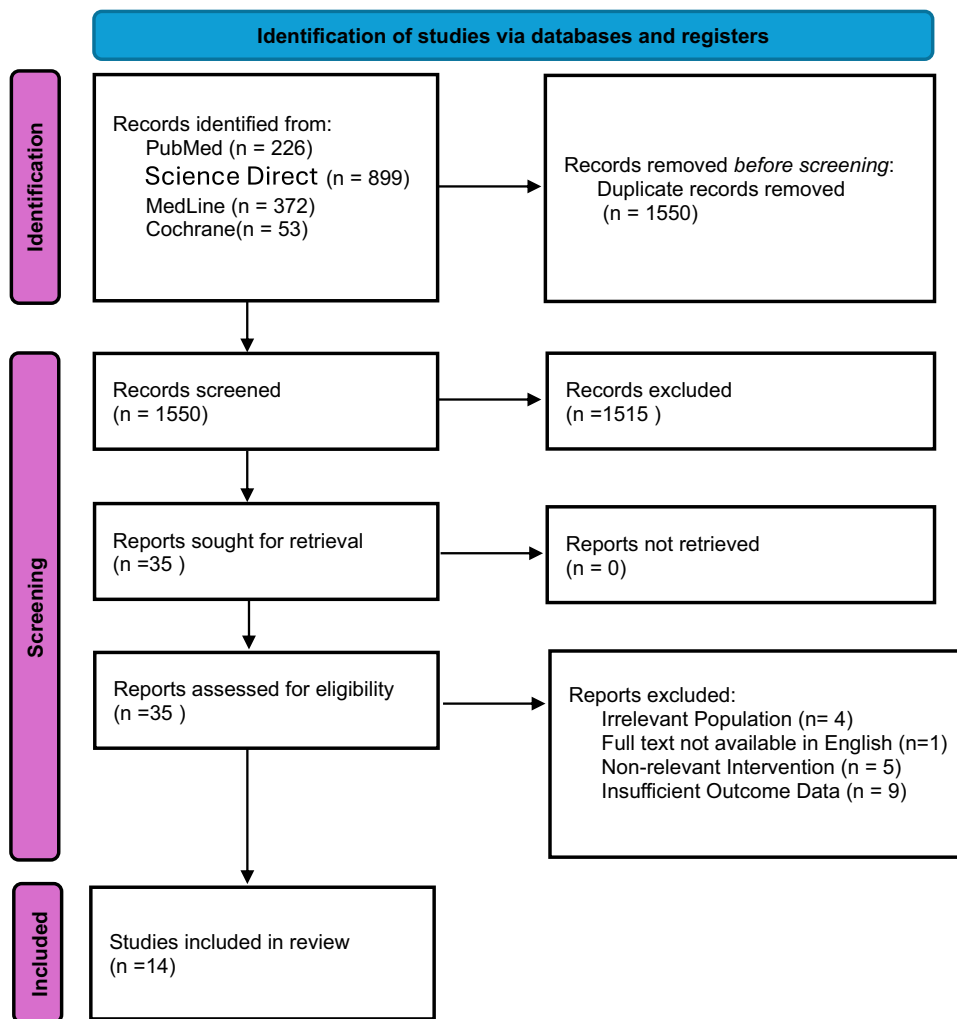 Identification of studies via databases and registers
Identification
Records identified from:
PubMed (n = 226)
Science Direct (n = 899)
MedLine (n = 372)
Cochrane(n = 53)
Records removed before screening:
Duplicate records removed
(n = 1550)
Screening
Records screened
(n = 1550)
Records excluded
(n =1515 )
Reports sought for retrieval
(n =35 )
Reports not retrieved
(n = 0)
Reports assessed for eligibility
(n =35 )
Reports excluded:
Irrelevant Population (n= 4)
Full text not available in English (n=1)
Non-relevant Intervention (n = 5)
Insufficient Outcome Data (n = 9)
Included
Studies included in review
(n =14)